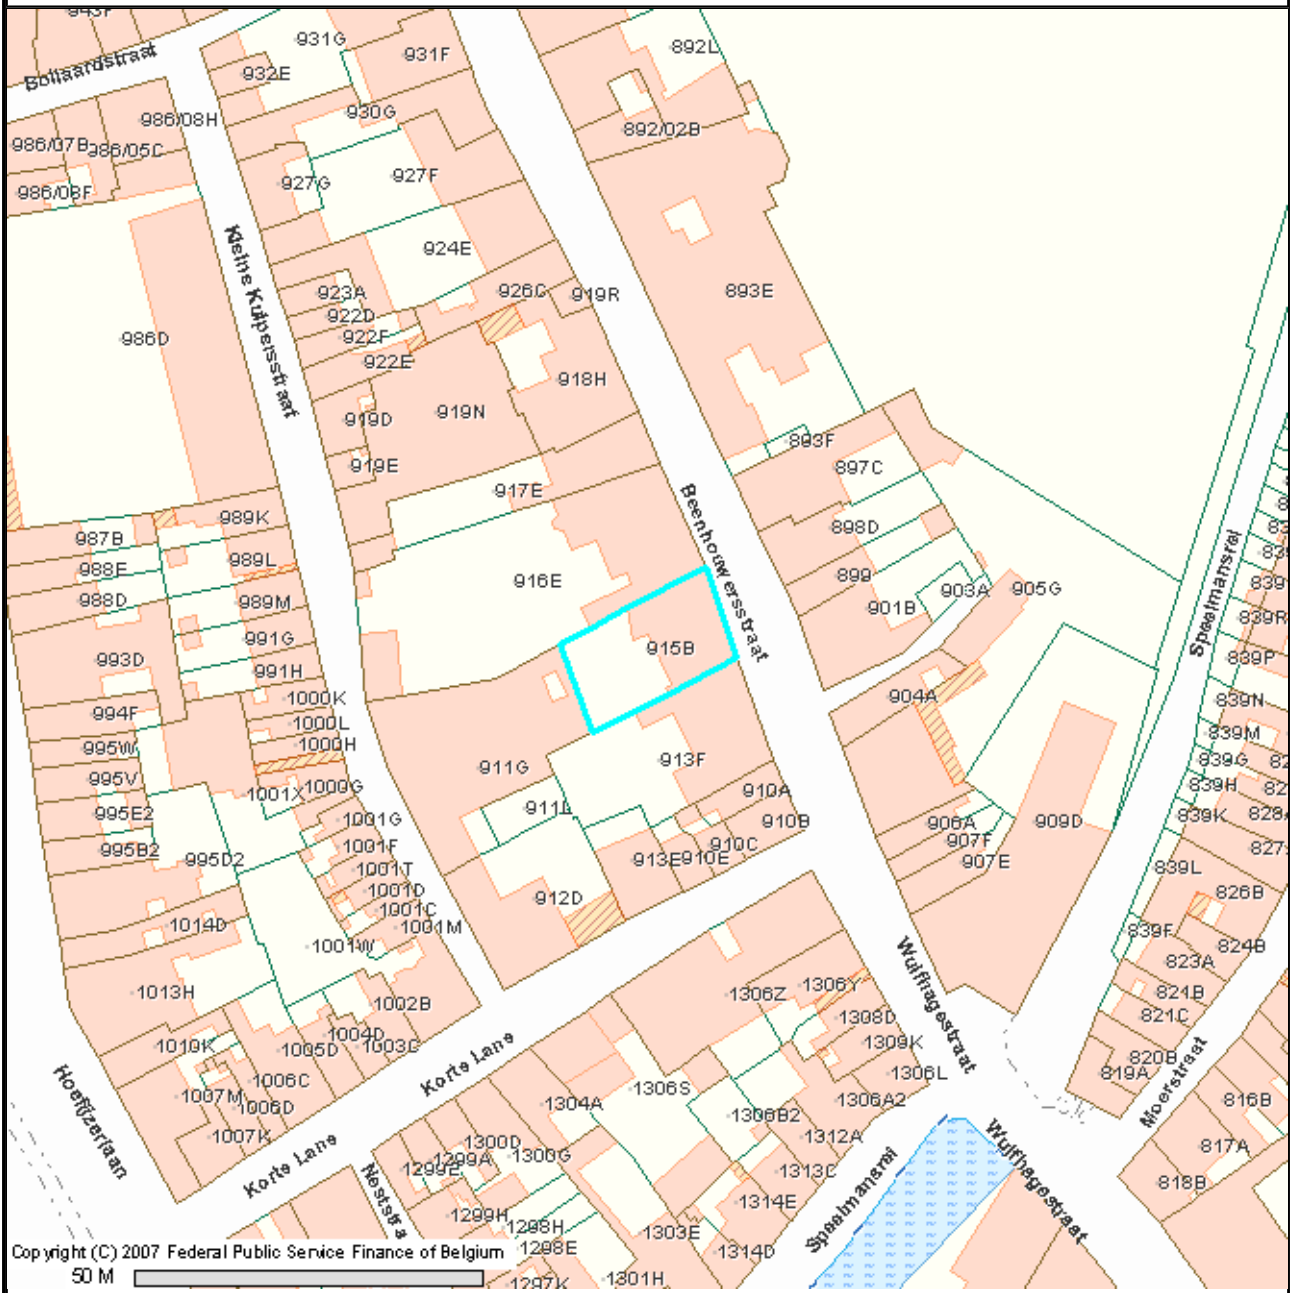 943F
931G
892L
931F
Bollaardstraat
932E
930G
986/08H
892/02B
986/07B
986/05C
927F
927G
986/08F
Kleine Kuipersstraat
924E
893E
923A
926C
919R
922D
922F
986D
922E
918H
919N
919D
893F
919E
897C
917E
Beenhouwersstraat
989K
898D
987B
Speelmansrei
989L
988E
916E
899
839
903A
905G
988D
989M
901B
839R
991G
915B
993D
839P
991H
1000K
904A
839N
994F
1000L
839M
995W
1000H
913F
839G
911G
995V
1000G
910A
839H
1001X
911L
995E2
1001G
910B
906A
909D
839K
828A
1001F
910C
907F
827
995B2
995D2
913E
910E
907E
1001T
839L
1001D
912D
826B
1001C
1014D
1001M
839F
1001W
824B
Wulfhagestraat
823A
1013H
1306Z
1306Y
821B
1002B
1308D
821C
1004D
1010K
1005D
1003C
1309K
820B
Korte Lane
1306L
819A
Moerstraat
1006C
1306S
1007M
1304A
1306A2
816B
1006D
1306B2
Hoefijzerlaan
1007K
1300D
1312A
Wulfhagestraat
817A
1299A
1300G
1299E
Korte Lane
1313C
818B
Speelmansrei
1314E
Neststra
1299H
1298H
1303E
1298E
1314D
Copyright (C) 2007 Federal Public Service Finance of Belgium
50 M
1297K
1301H